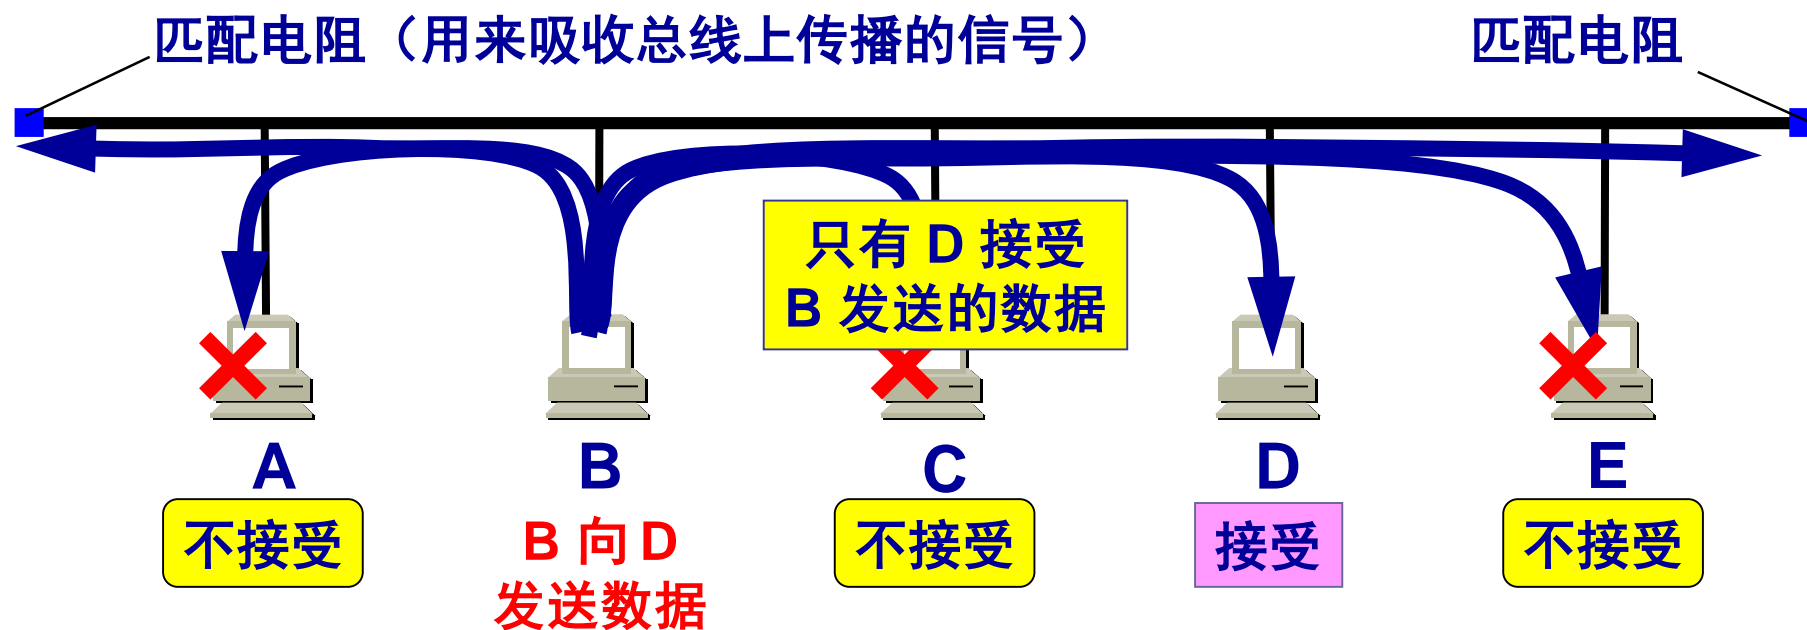 匹配电阻（用来吸收总线上传播的信号）
匹配电阻
只有 D 接受
B 发送的数据
A
B
C
D
E
不接受
B 向 D
发送数据
不接受
接受
不接受